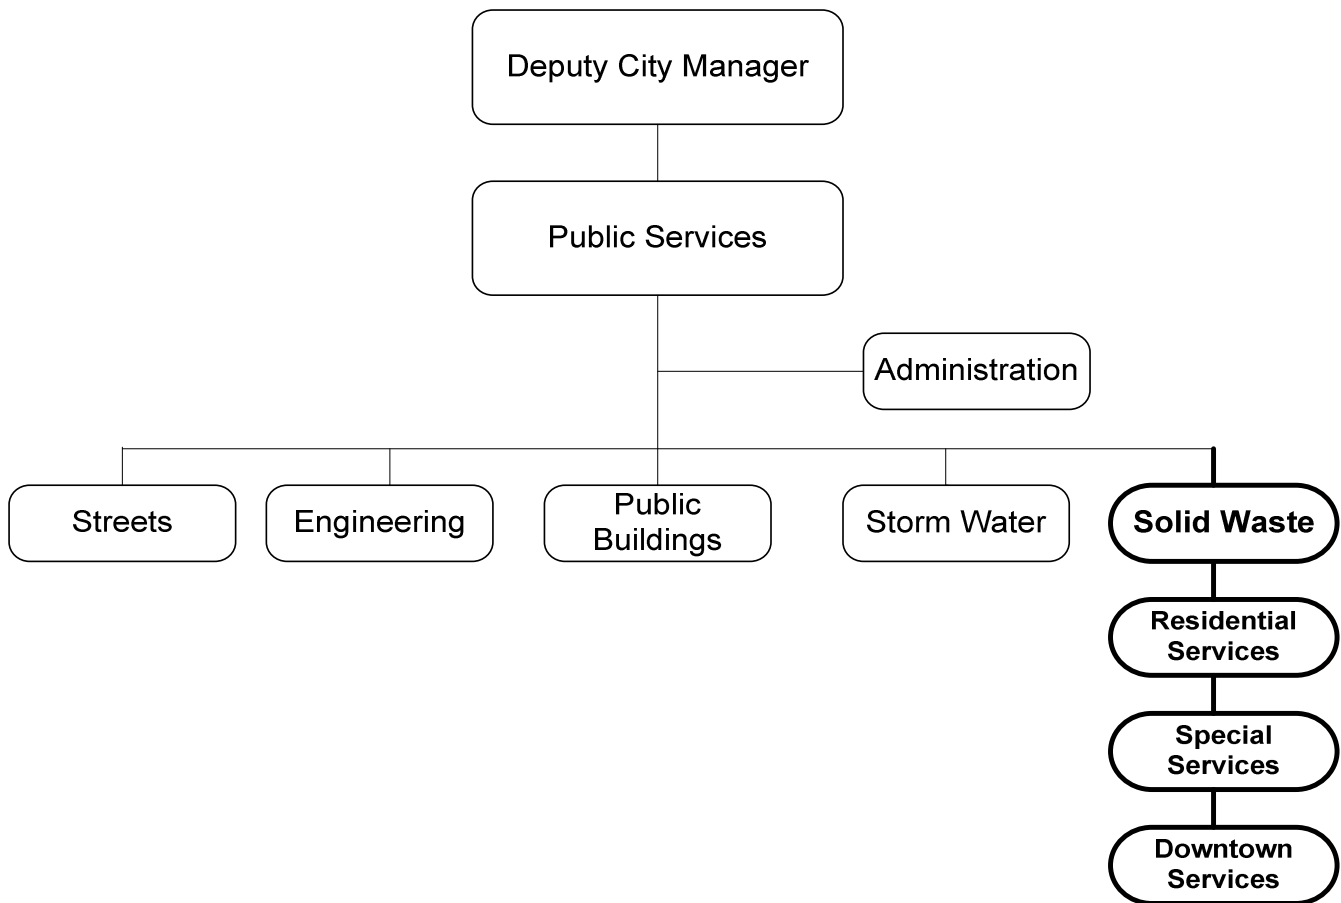 Deputy City Manager
Public Services
Administration
Streets
Engineering
Public
Buildings
Storm Water
Solid Waste
Residential
Services
Special
Services
Downtown
Services